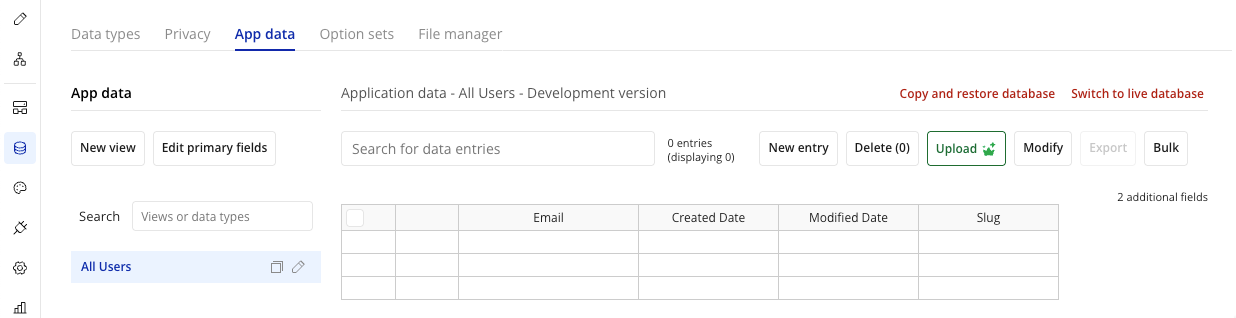 Data types Privacy App data Option sets File manager
App data
Application data - All Users - Development version
Copy and restore database Switch to live database
New view Edit primary fields
Search for data entries
0 entries
(displaying 0)
New entry Delete (0) Upload Modify Export Bulk
2 additional fields
Search Views or data types
Email Created Date Modified Date Slug
All Users